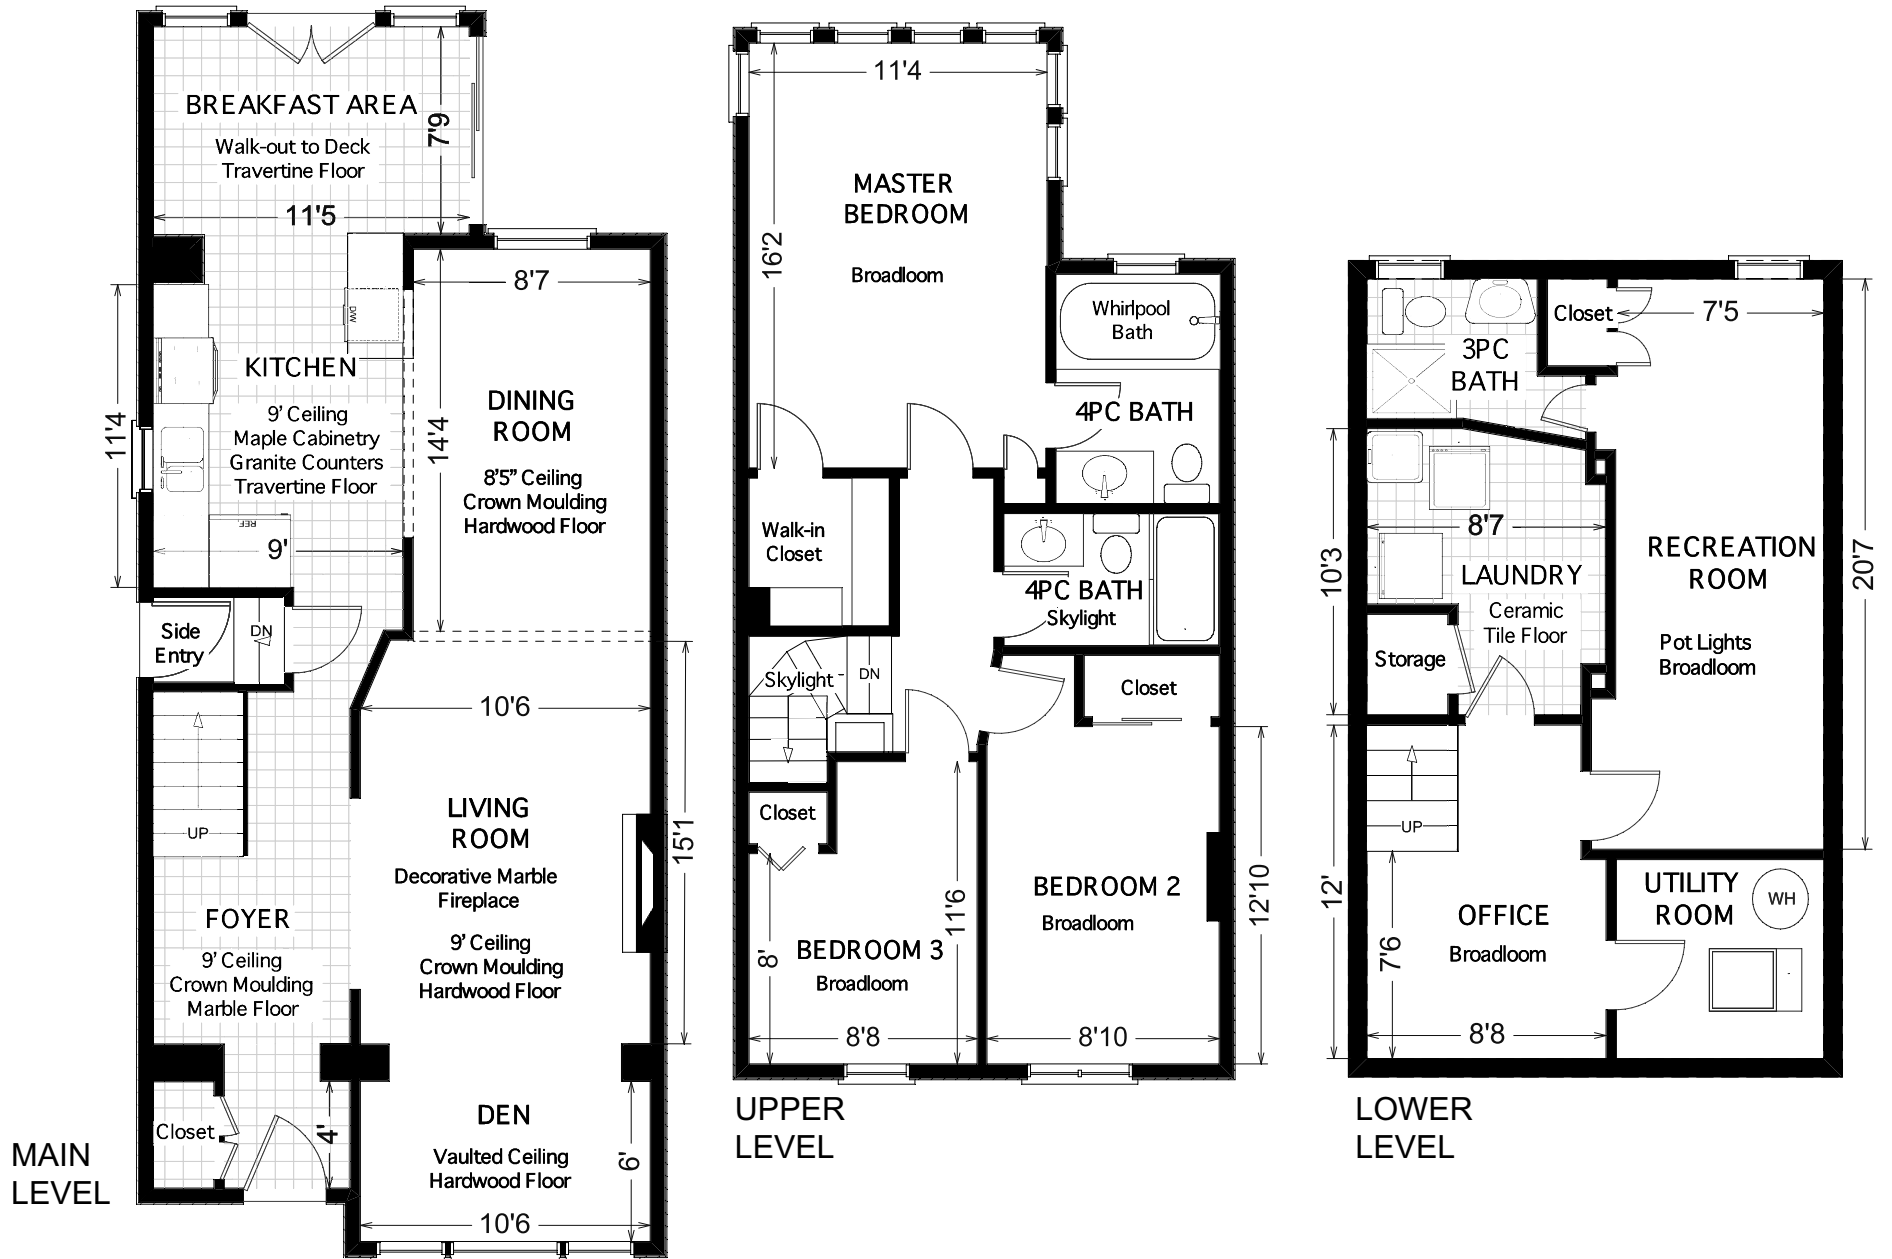 BREAKFAST AREA
Walk-out to Deck
Travertine Floor
7'9
11'5
8'7
D/W
KITCHEN
9’ Ceiling
Maple Cabinetry
Granite Counters
Travertine Floor
11'4
14'4
DINING
ROOM
8’5” Ceiling
Crown Moulding
Hardwood Floor
REF.
9'
Side
Entry
DN
10'6
UP
LIVING
ROOM
Decorative Marble
Fireplace
9’ Ceiling
Crown Moulding
Hardwood Floor
15'1
FOYER
9’ Ceiling
Crown Moulding
Marble Floor
Closet
4'
DEN
Vaulted Ceiling
Hardwood Floor
6'
10'6
MAIN
LEVEL
11'4
MASTER
BEDROOM
16'2
Broadloom
Whirlpool
Bath
4PC BATH
Walk-in
Closet
4PC BATH
Skylight
Skylight
DN
Closet
Closet
BEDROOM 3
Broadloom
8'
11'6
8'8
BEDROOM 2
Broadloom
12'10
8'10
UPPER
LEVEL
Closet
7'5
3PC
BATH
8'7
10'3
LAUNDRY
Ceramic
Tile Floor
RECREATION
ROOM
Pot Lights
Broadloom
20'7
Storage
UP
12'
7'6
OFFICE
Broadloom
8'8
UTILITY
ROOM
WH
LOWER
LEVEL